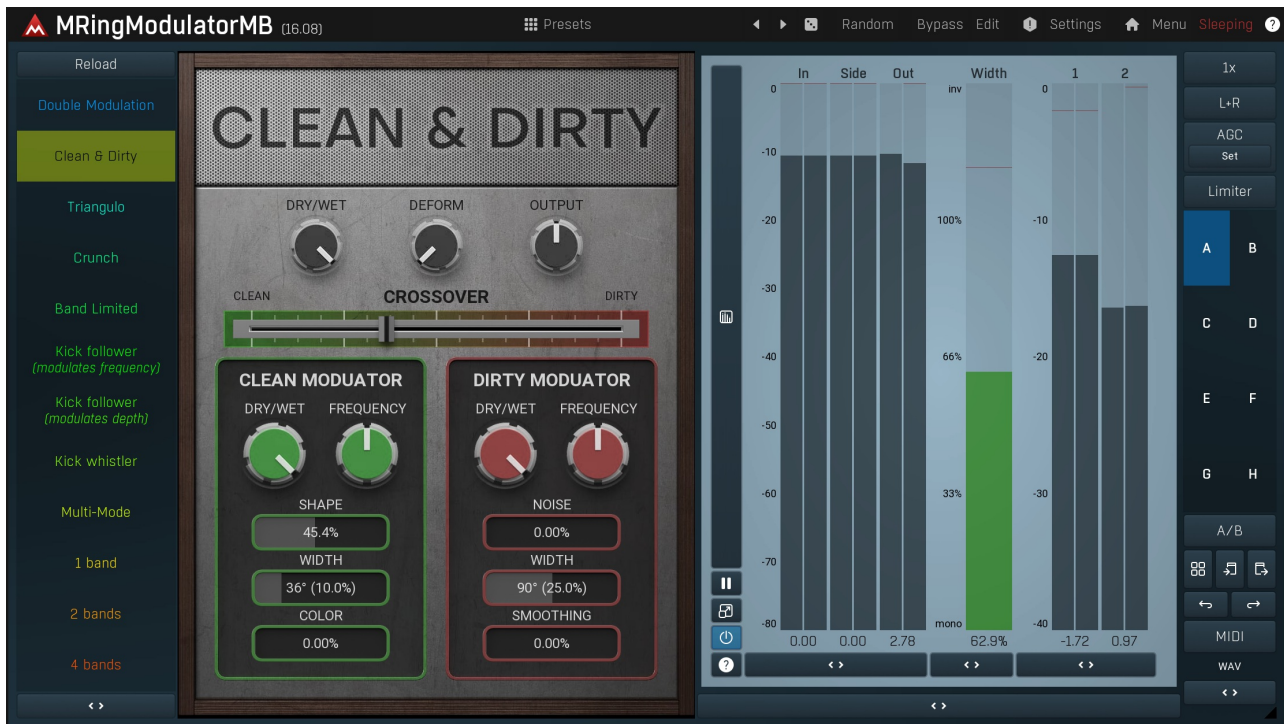 MRingModulatorMB (16.08)
Presets
Random
Bypass
Edit
Settings
Menu
Sleeping
?
Reload
Double Modulation
Clean & Dirty
Triangulo
Crunch
Band Limited
Kick follower
(modulates frequency)
Kick follower
(modulates depth)
Kick whistler
Multi-Mode
1 band
2 bands
4 bands
CLEAN & DIRTY
DRY/WET DEFORM OUTPUT
CLEAN CROSSOVER DIRTY
CLEAN MODUATOR
DRY/WET FREQUENCY
SHAPE
45.4%
WIDTH
36° (10.0%)
COLOR
0.00%
DIRTY MODUATOR
DRY/WET FREQUENCY
NOISE
0.00%
WIDTH
90° (25.0%)
SMOOTHING
0.00%
In Side Out Width 1 2
0
-10
-20
-30
-40
-50
-60
-70
-80
inv
100%
66%
33%
mono
0
-10
-20
-30
-40
0.00 0.00 2.78 62.9% -1.72 0.97
?
1x
L+R
AGC
Set
Limiter
A B
C D
E F
G H
A/B
MIDI
WAV